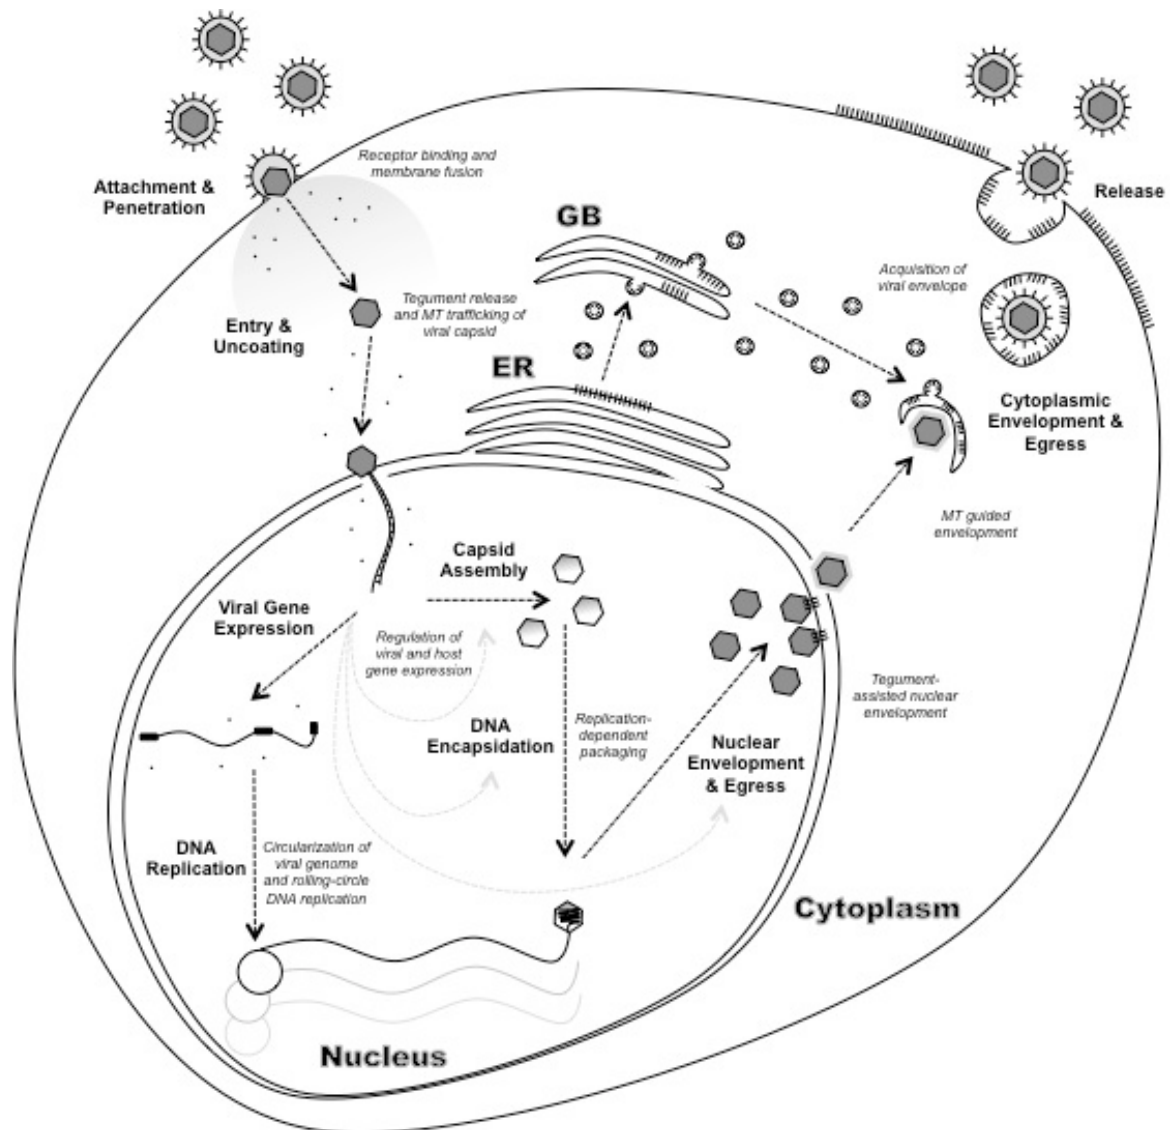 Receptor binding and
membrane fusion
Attachment &
Penetration
Release
GB
Acquisition of
viral envelope
Tegument release
and MT trafficking of
viral capsid
Entry &
Uncoating
ER
Cytoplasmic
Envelopment &
Egress
MT guided
envelopment
Capsid
Assembly
Viral Gene
Expression
Regulation of
viral and host
gene expression
Tegument-
assisted nuclear
envelopment
DNA
Encapsidation
Replication-
dependent
packaging
Nuclear
Envelopment
& Egress
DNA
Replication
Circularization of
viral genome
and rolling-circle
DNA replication
Cytoplasm
Nucleus